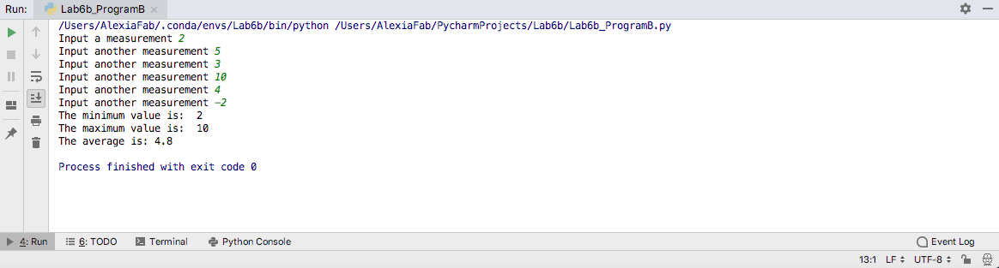 Run: Lab6b_ProgramB ×
/Users/AlexiaFab/.conda/envs/Lab6b/bin/python /Users/AlexiaFab/PycharmProjects/Lab6b/Lab6b_ProgramB.py
Input a measurement 2
Input another measurement 5
Input another measurement 3
Input another measurement 10
Input another measurement 4
Input another measurement -2
The minimum value is:  2
The maximum value is:  10
The average is: 4.8
Process finished with exit code 0
4: Run 6: TODO Terminal Python Console Event Log
13:1 LF UTF-8